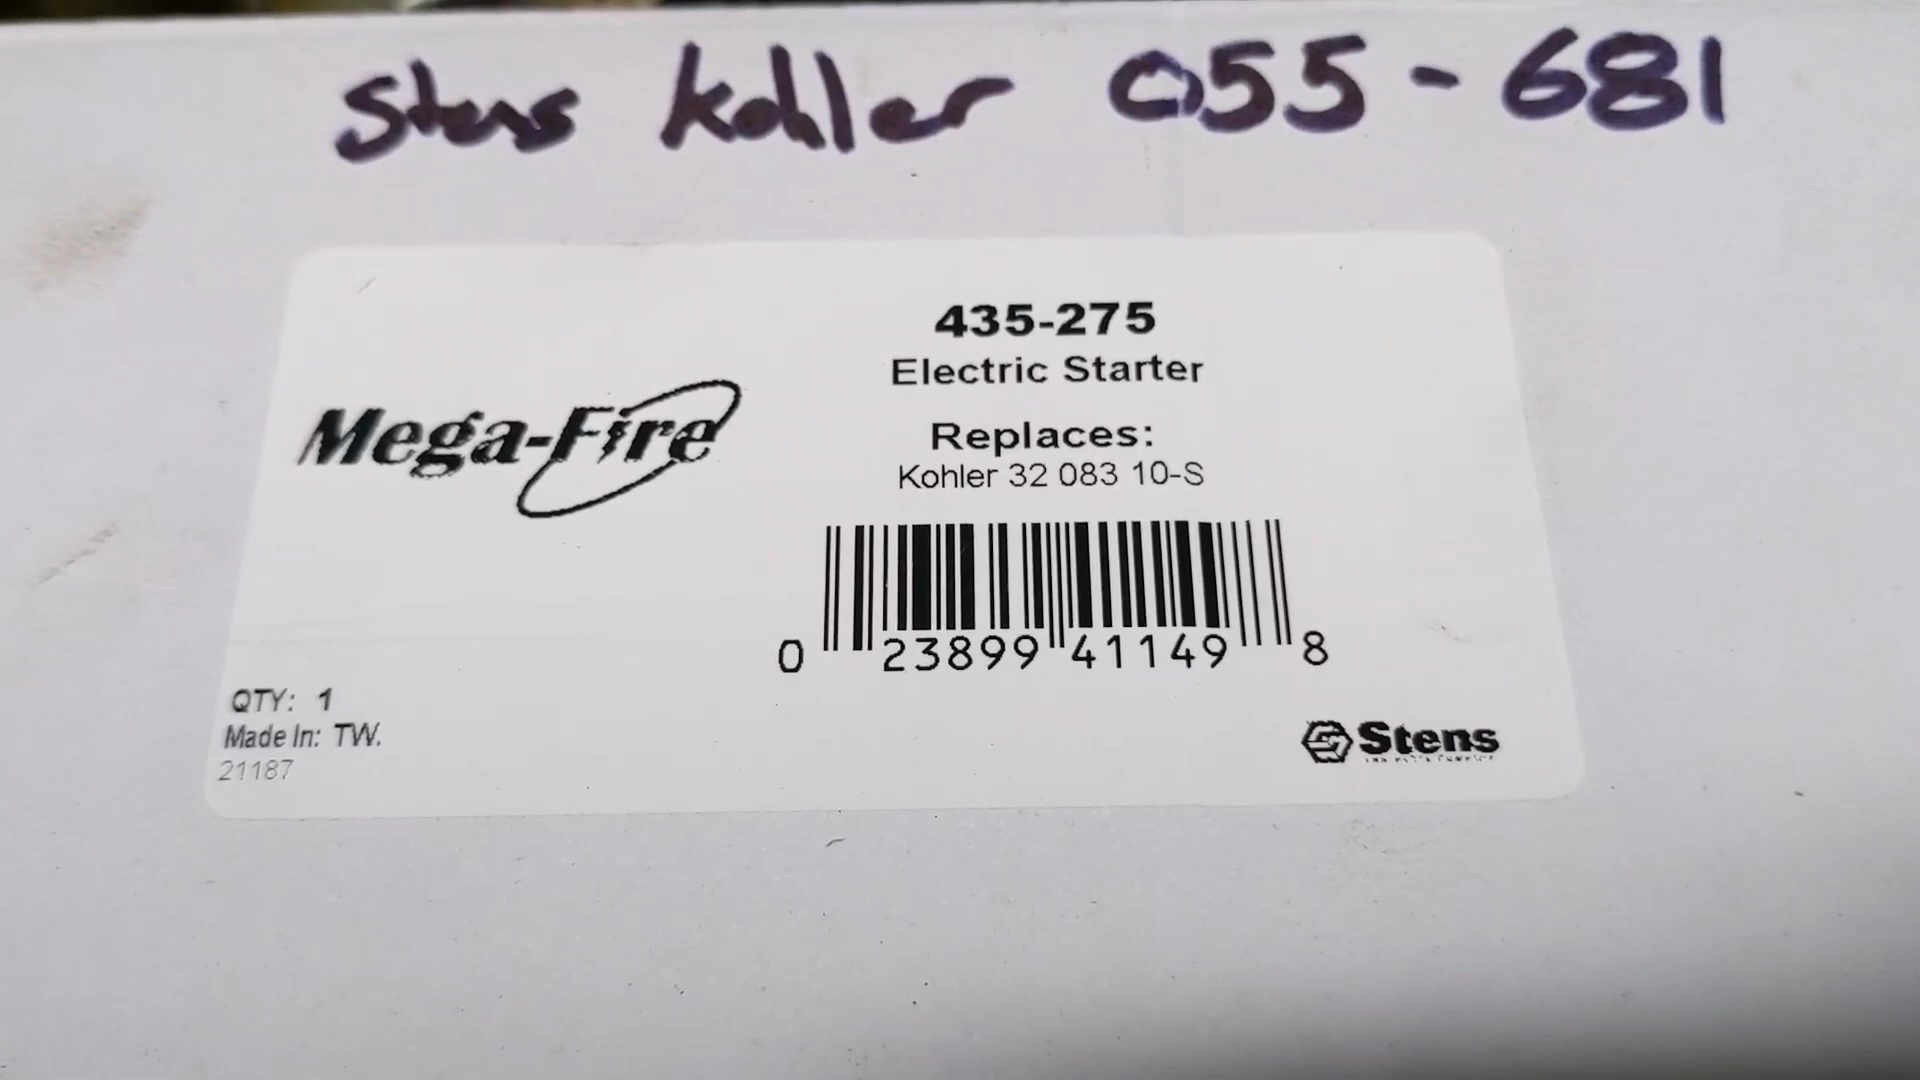 Stens Kohler 055-681
435-275
Electric Starter
Mega-Fire
Replaces:
Kohler 32 083 10-S
0 23899 41149 8
QTY: 1
Made In: TW.
21187
Stens